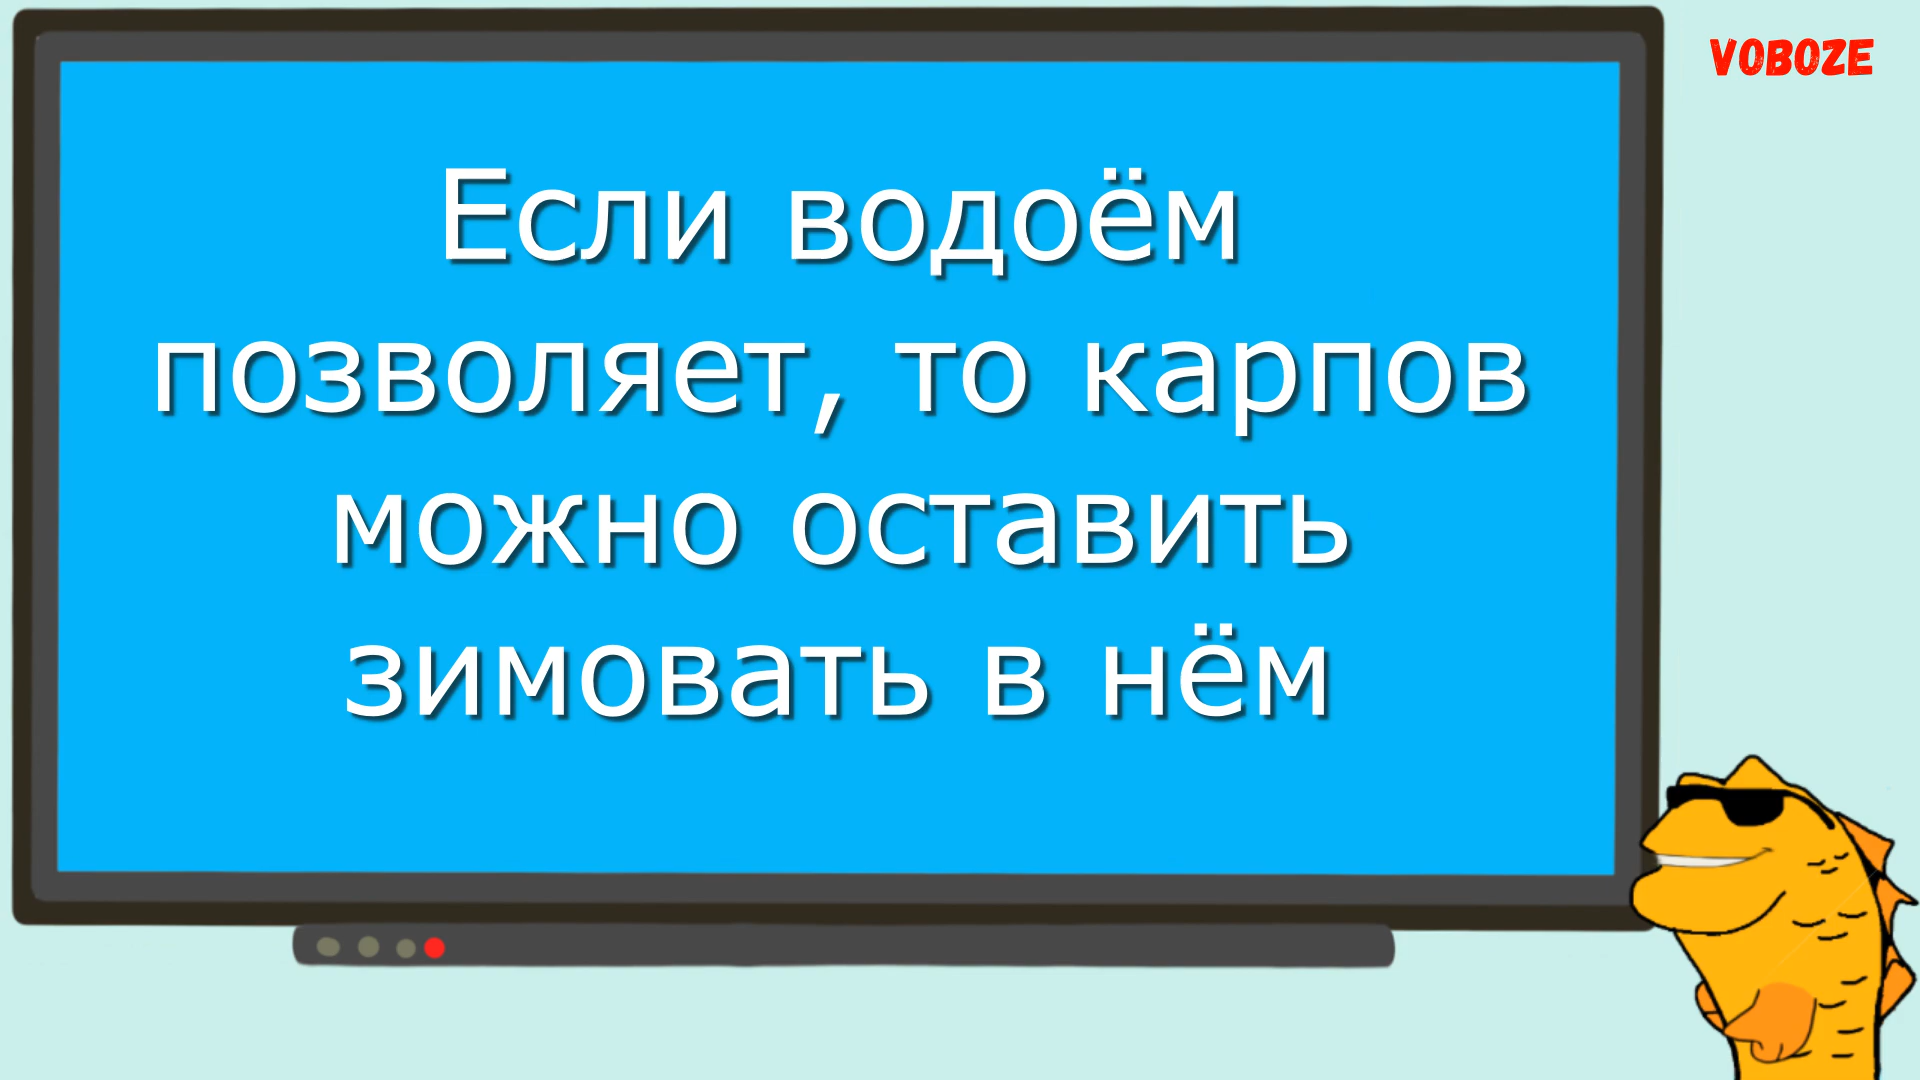 VOBOZE
Если водоём
позволяет, то карпов
можно оставить
зимовать в нём